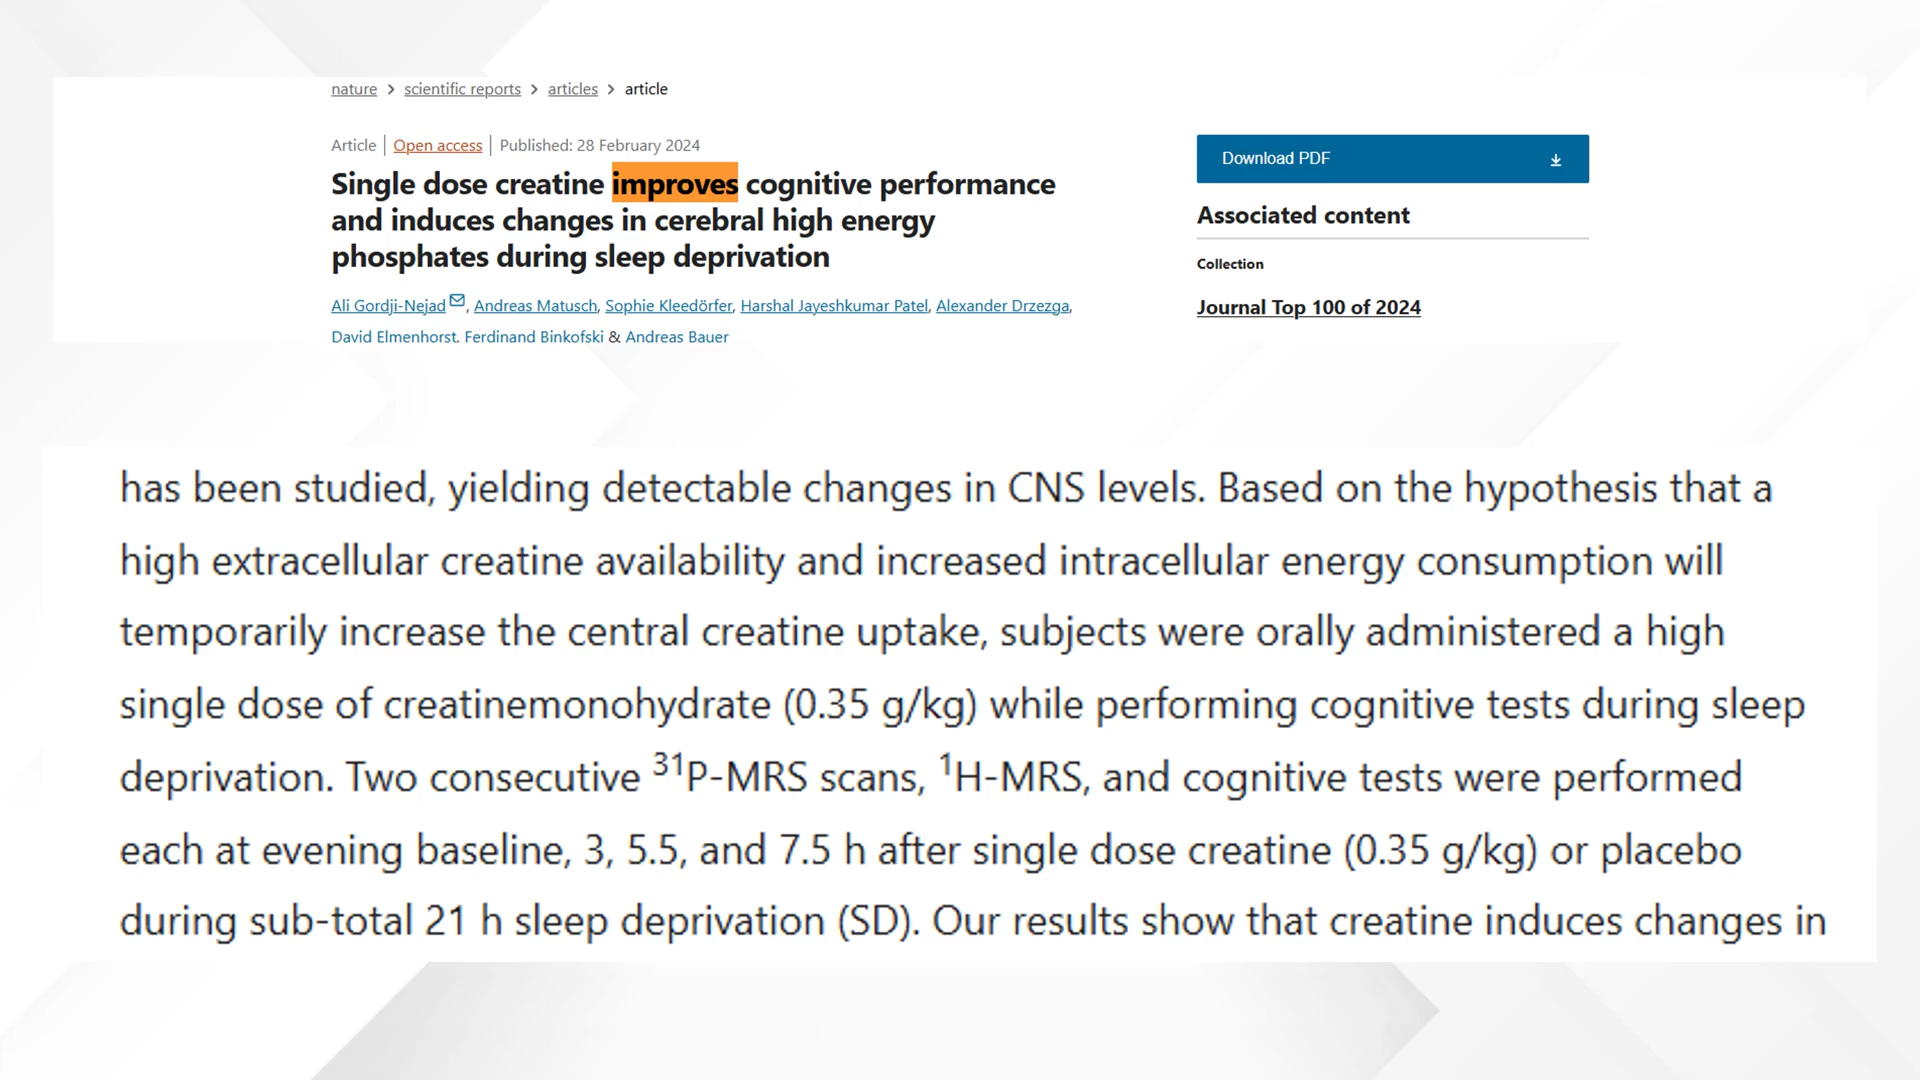 nature > scientific reports > articles > article
Article | Open access | Published: 28 February 2024
Single dose creatine improves cognitive performance
and induces changes in cerebral high energy
phosphates during sleep deprivation
Ali Gordji-Nejad, Andreas Matusch, Sophie Kleedörfer, Harshal Jayeshkumar Patel, Alexander Drzezga,
David Elmenhorst, Ferdinand Binkofski & Andreas Bauer
Download PDF
Associated content
Collection
Journal Top 100 of 2024
has been studied, yielding detectable changes in CNS levels. Based on the hypothesis that a
high extracellular creatine availability and increased intracellular energy consumption will
temporarily increase the central creatine uptake, subjects were orally administered a high
single dose of creatinemonohydrate (0.35 g/kg) while performing cognitive tests during sleep
deprivation. Two consecutive ³¹P-MRS scans, ¹H-MRS, and cognitive tests were performed
each at evening baseline, 3, 5.5, and 7.5 h after single dose creatine (0.35 g/kg) or placebo
during sub-total 21 h sleep deprivation (SD). Our results show that creatine induces changes in